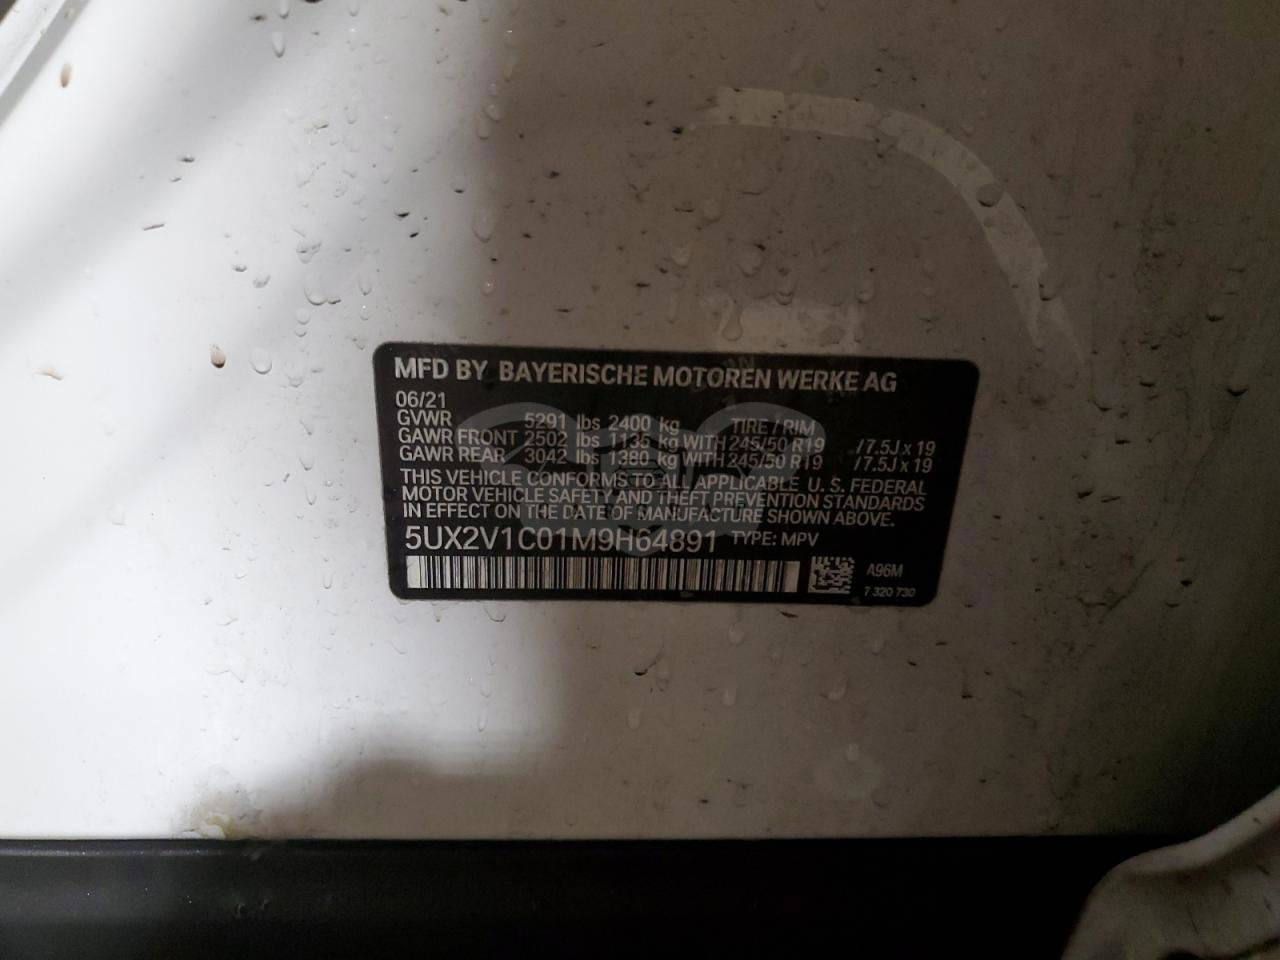 MFD BY BAYERISCHE MOTOREN WERKE AG
06/21
GVWR 5291 lbs 2400 kg TIRE / RIM
GAWR FRONT 2502 lbs 1135 kg WITH 245/50 R19 /7.5J x 19
GAWR REAR 3042 lbs 1380 kg WITH 245/50 R19 /7.5J x 19
THIS VEHICLE CONFORMS TO ALL APPLICABLE U.S. FEDERAL
MOTOR VEHICLE SAFETY AND THEFT PREVENTION STANDARDS
IN EFFECT ON THE DATE OF MANUFACTURE SHOWN ABOVE.
5UX2V1C01M9H64891 TYPE: MPV
A96M
7 320 730